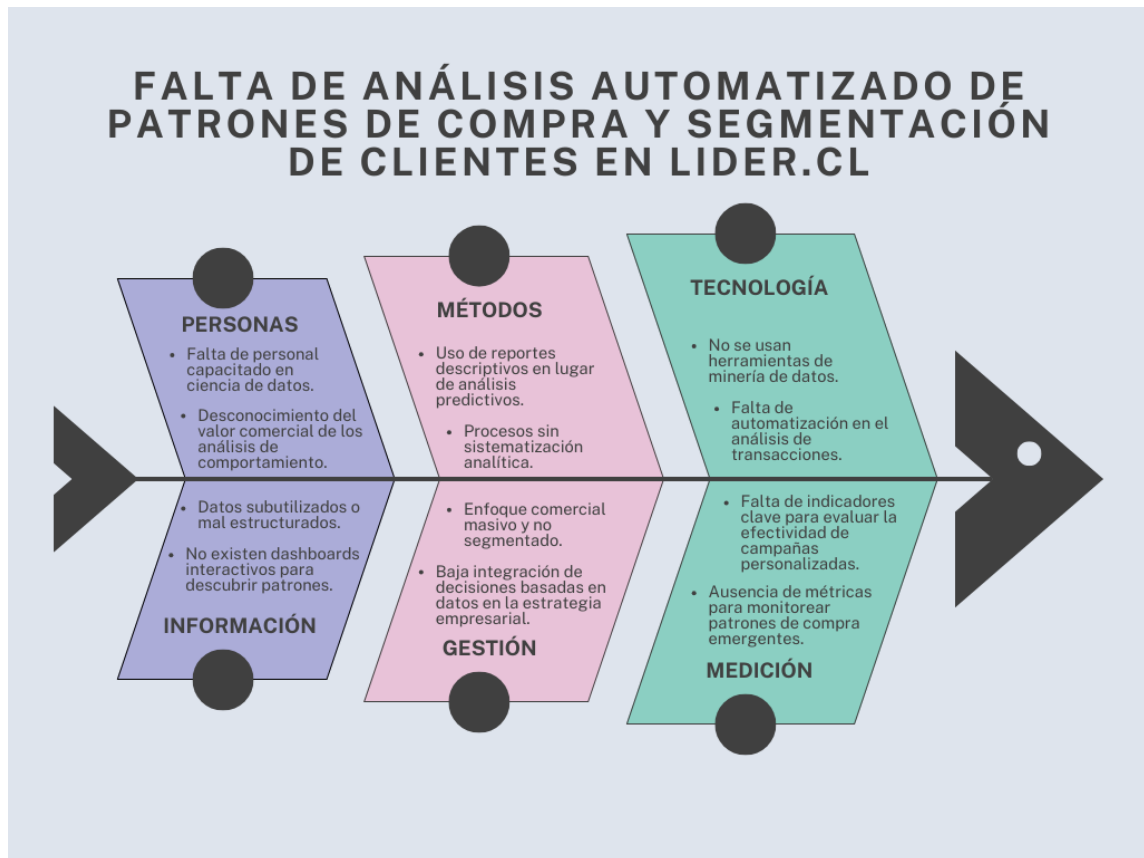 FALTA DE ANÁLISIS AUTOMATIZADO DE
PATRONES DE COMPRA Y SEGMENTACIÓN
DE CLIENTES EN LIDER.CL
PERSONAS
• Falta de personal
capacitado en
ciencia de datos.
• Desconocimiento del
valor comercial de los
análisis de
comportamiento.
MÉTODOS
• Uso de reportes
descriptivos en lugar
de análisis
predictivos.
• Procesos sin
sistematización
analítica.
TECNOLOGÍA
• No se usan
herramientas de
minería de datos.
• Falta de
automatización en el
análisis de
transacciones.
• Datos subutilizados o
mal estructurados.
• No existen dashboards
interactivos para
descubrir patrones.
INFORMACIÓN
• Enfoque comercial
masivo y no
segmentado.
• Baja integración de
decisiones basadas en
datos en la estrategia
empresarial.
GESTIÓN
• Falta de indicadores
clave para evaluar la
efectividad de
campañas
personalizadas.
• Ausencia de métricas
para monitorear
patrones de compra
emergentes.
MEDICIÓN